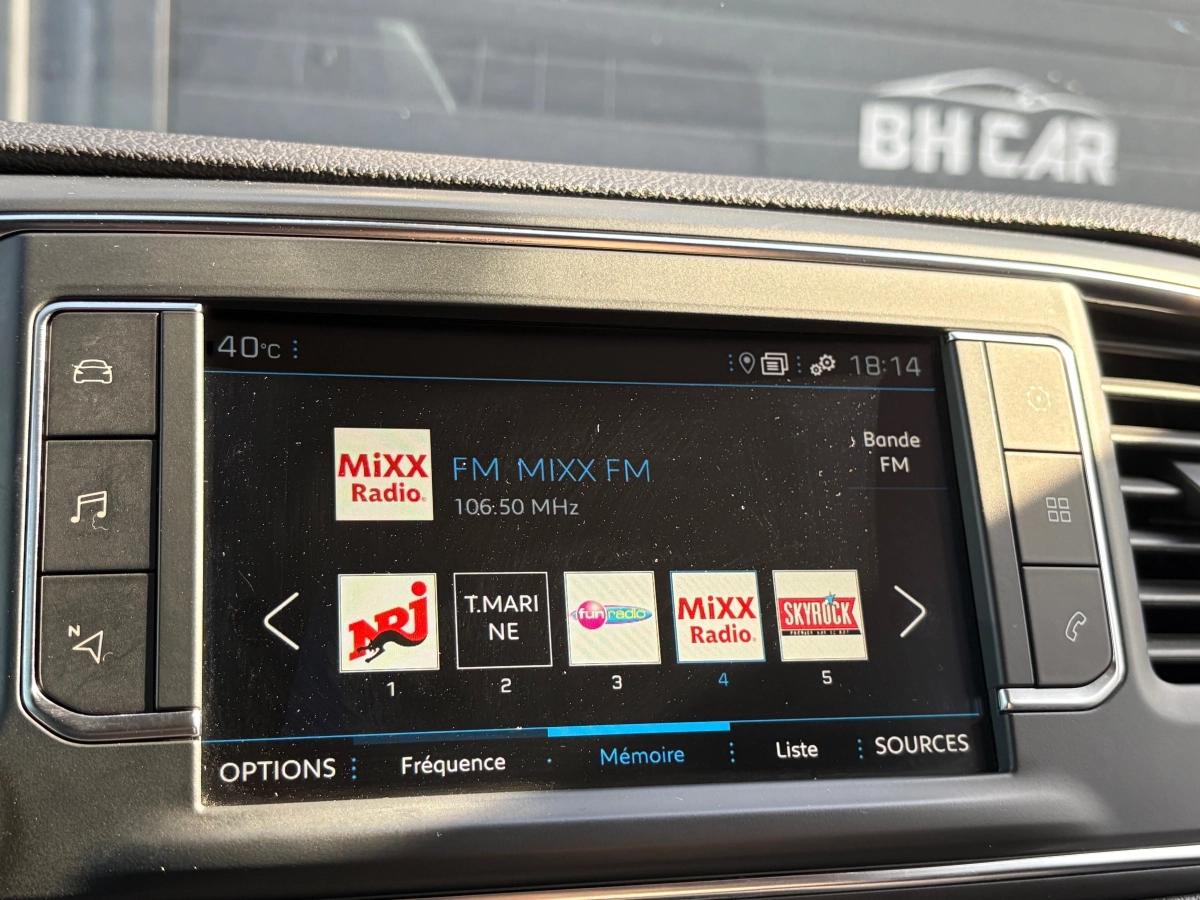 BH CAR
40°C
18:14
MiXX
Radio
FM MIXX FM
106.50 MHz
Bande
FM
NRJ
T.MARI
NE
fun radio
MiXX
Radio
SKYROCK
1
2
3
4
5
OPTIONS
Fréquence
Mémoire
Liste
SOURCES
N